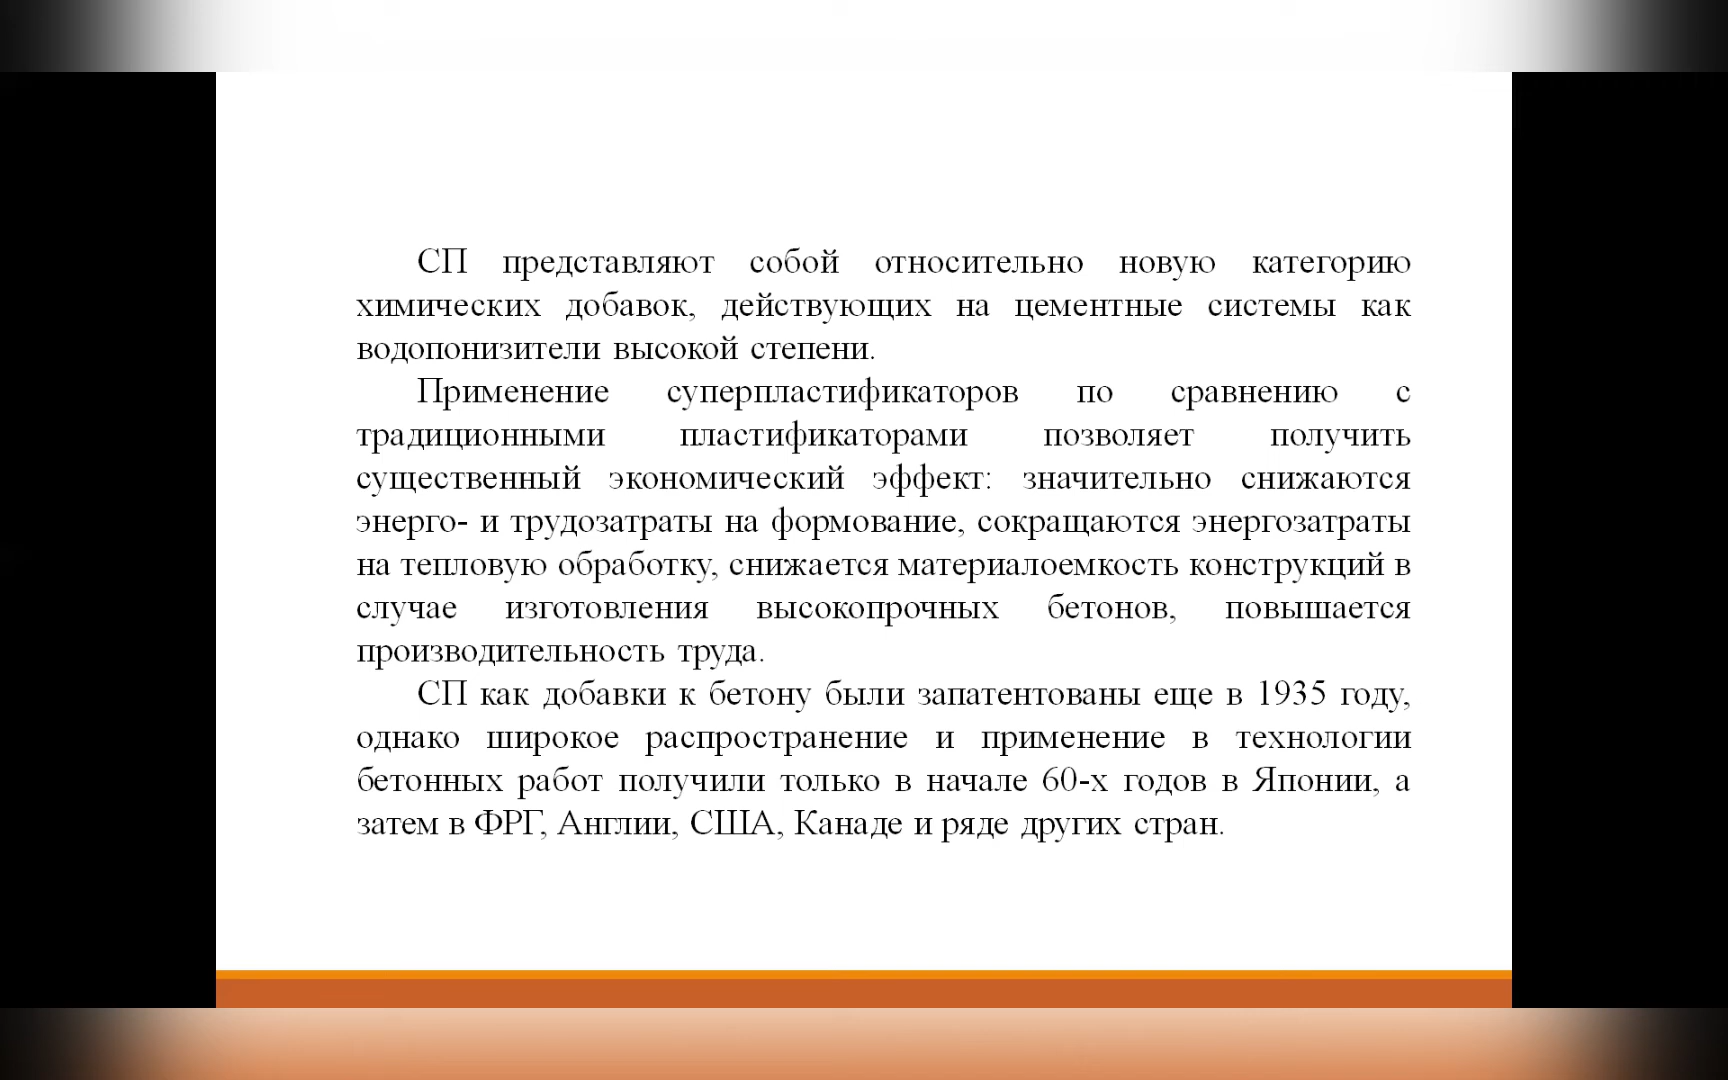 СП представляют собой относительно новую категорию
химических добавок, действующих на цементные системы как
водопонизители высокой степени.
Применение суперпластификаторов по сравнению с
традиционными пластификаторами позволяет получить
существенный экономический эффект: значительно снижаются
энерго- и трудозатраты на формование, сокращаются энергозатраты
на тепловую обработку, снижается материалоемкость конструкций в
случае изготовления высокопрочных бетонов, повышается
производительность труда.
СП как добавки к бетону были запатентованы еще в 1935 году,
однако широкое распространение и применение в технологии
бетонных работ получили только в начале 60-х годов в Японии, а
затем в ФРГ, Англии, США, Канаде и ряде других стран.